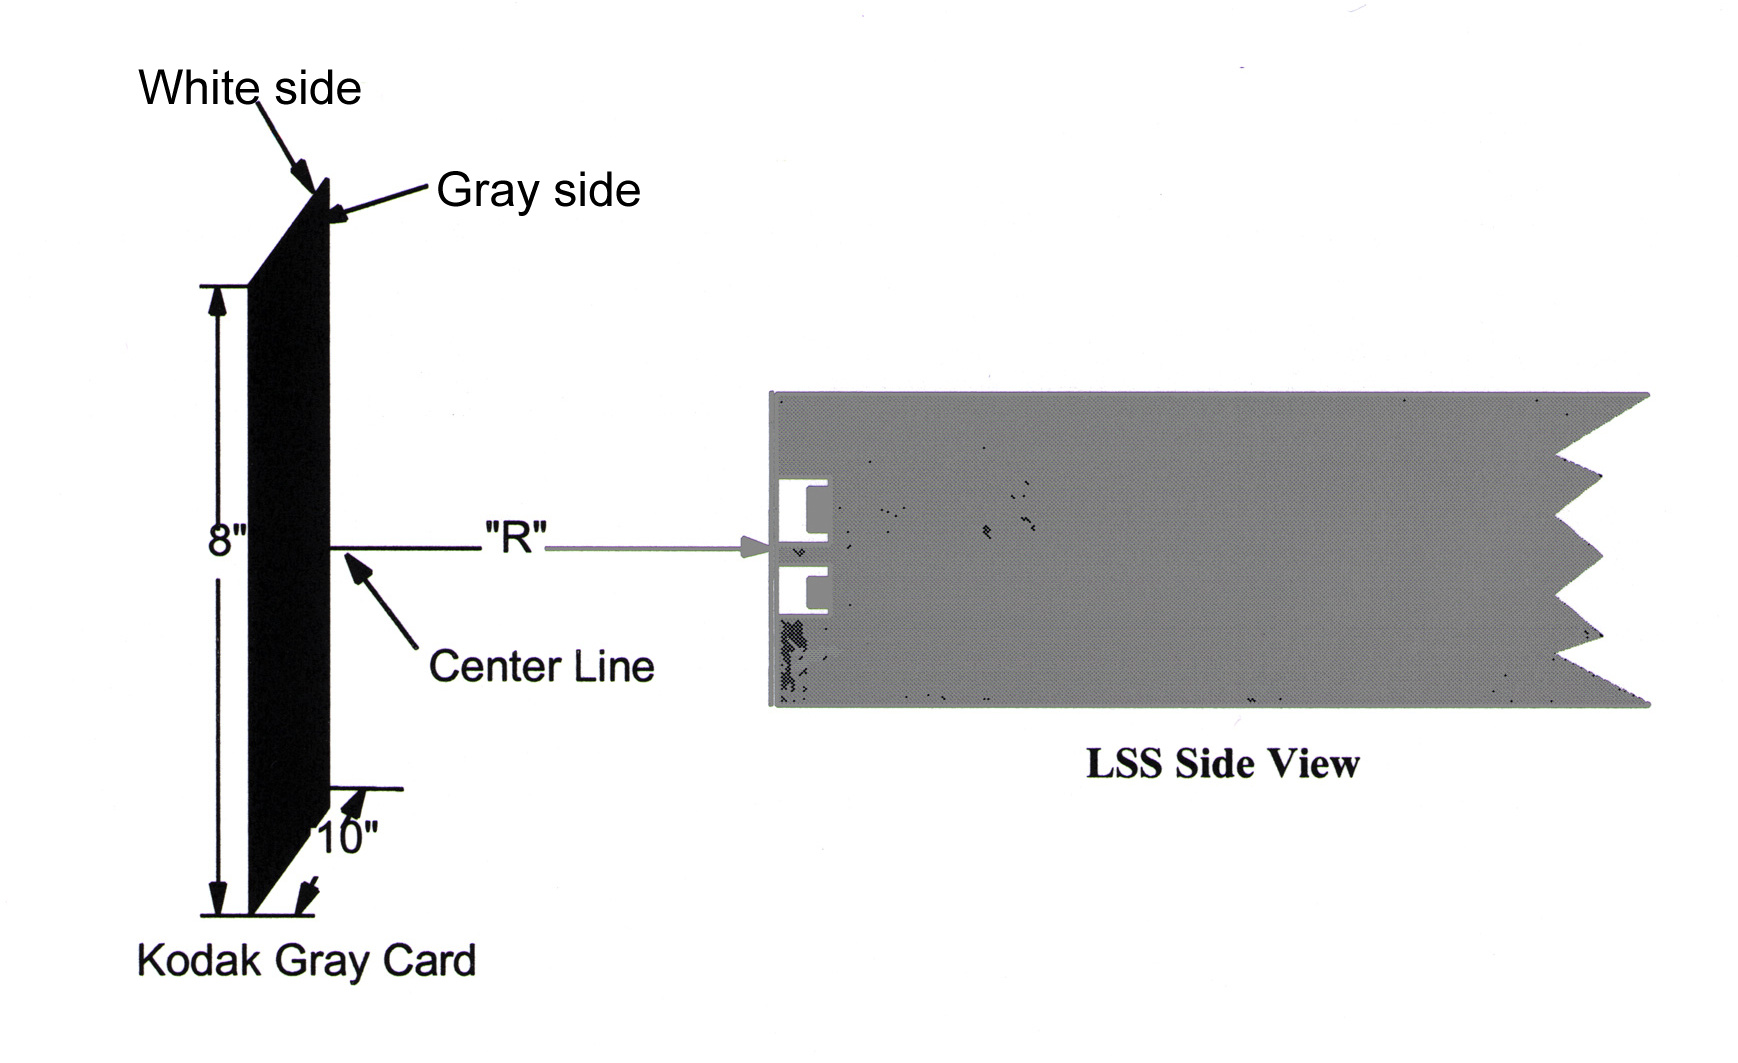 White side
Gray side
8"
"R"
Center Line
LSS Side View
10"
Kodak Gray Card